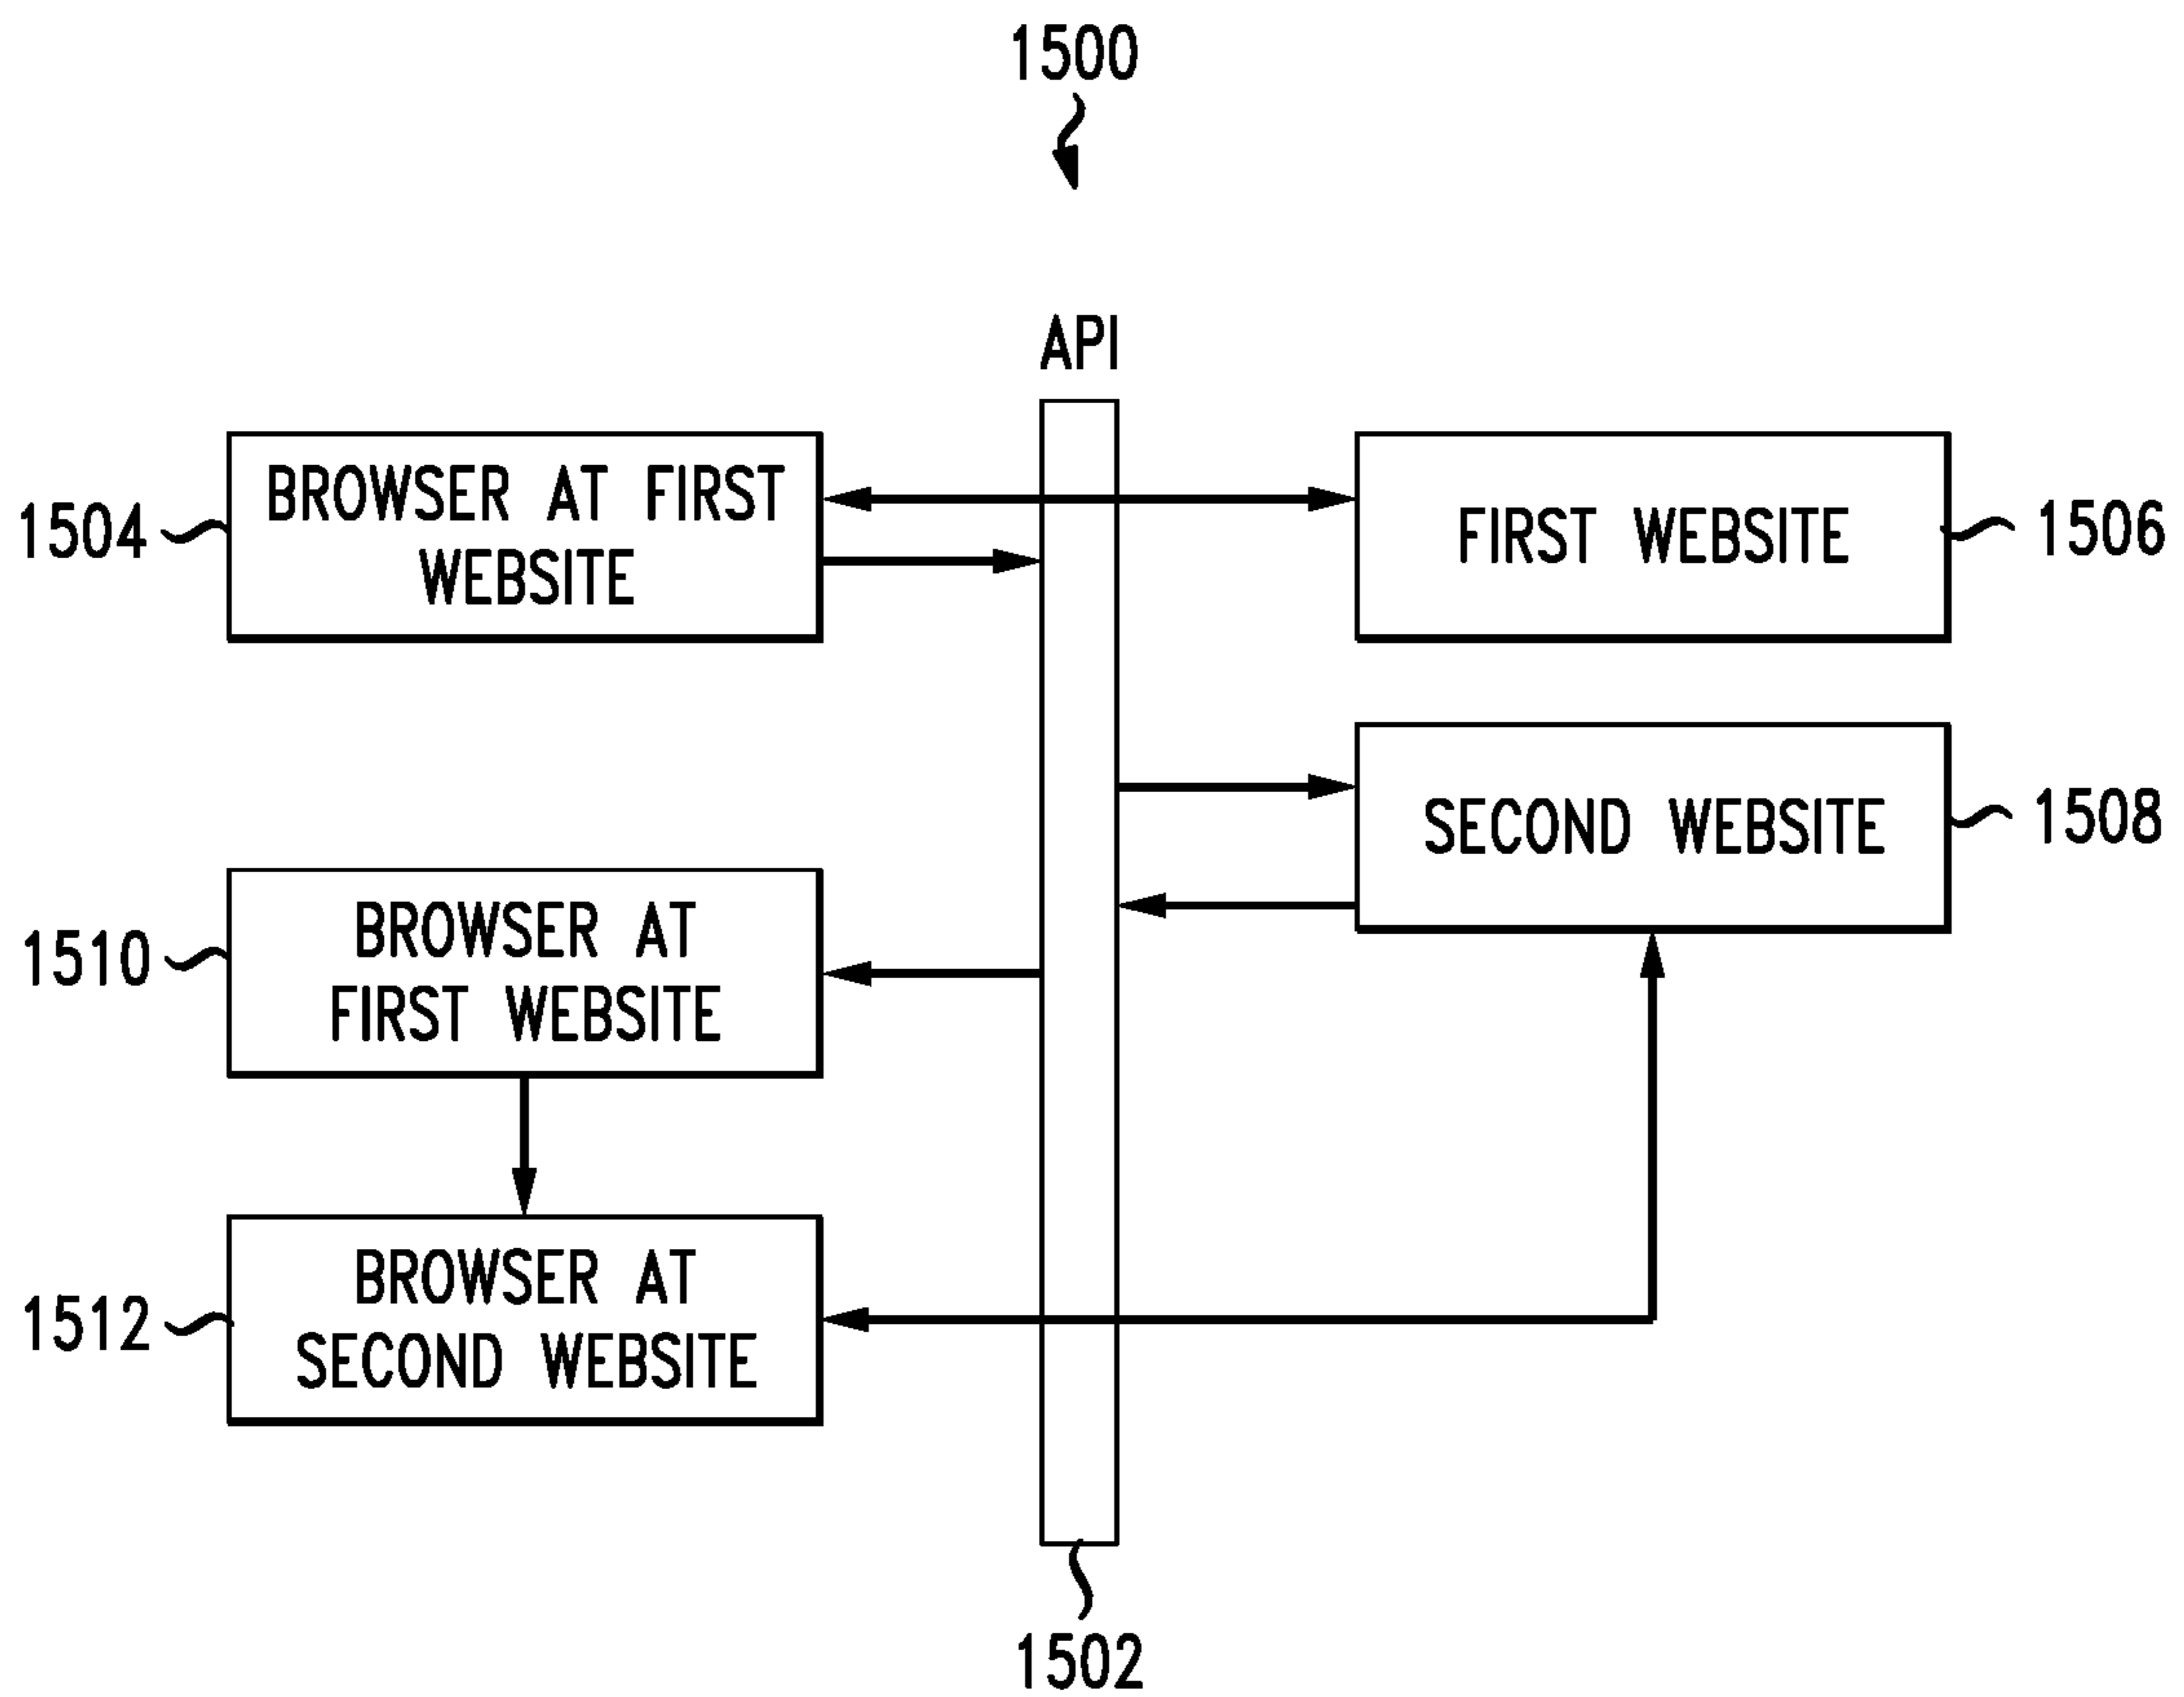 1500
API
BROWSER AT FIRST
WEBSITE
1504
FIRST WEBSITE
1506
SECOND WEBSITE
1508
BROWSER AT
FIRST WEBSITE
1510
BROWSER AT
SECOND WEBSITE
1512
1502